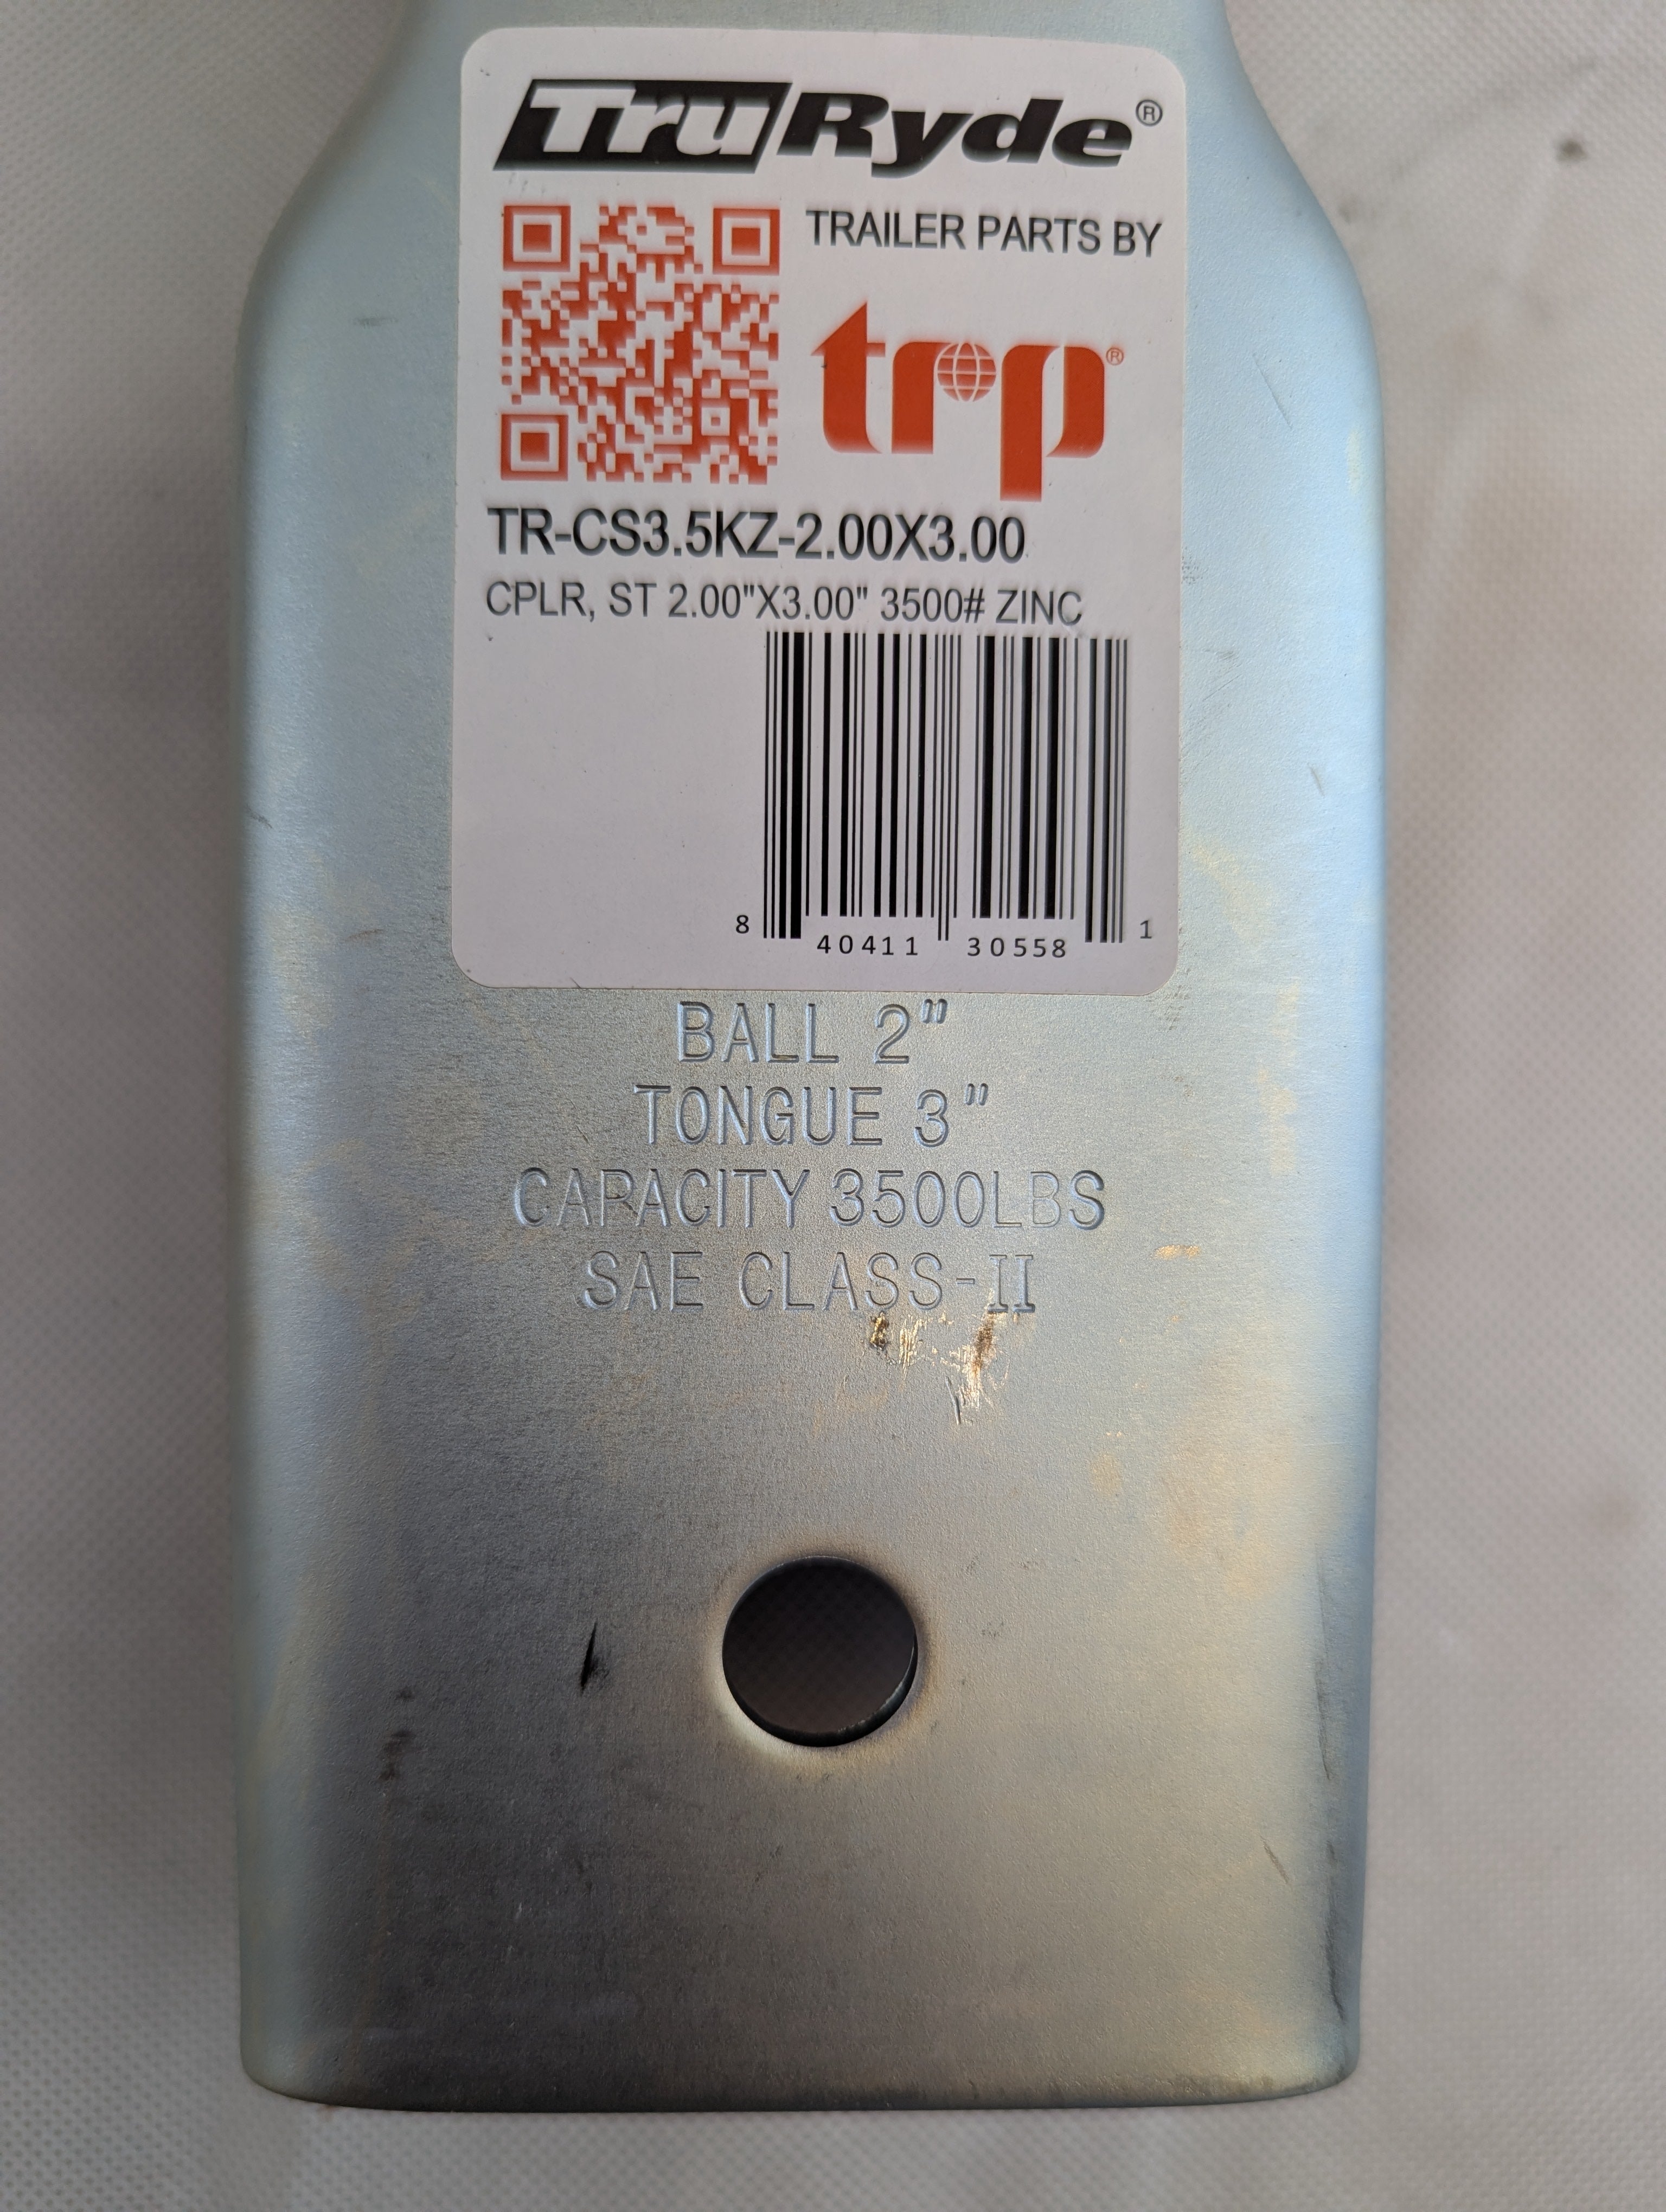 TruRyde®
TRAILER PARTS BY
trp®
TR-CS3.5KZ-2.00X3.00
CPLR, ST 2.00"X3.00" 3500# ZINC
8 40411 30558 1
BALL 2"
TONGUE 3"
CAPACITY 3500LBS
SAE CLASS-II